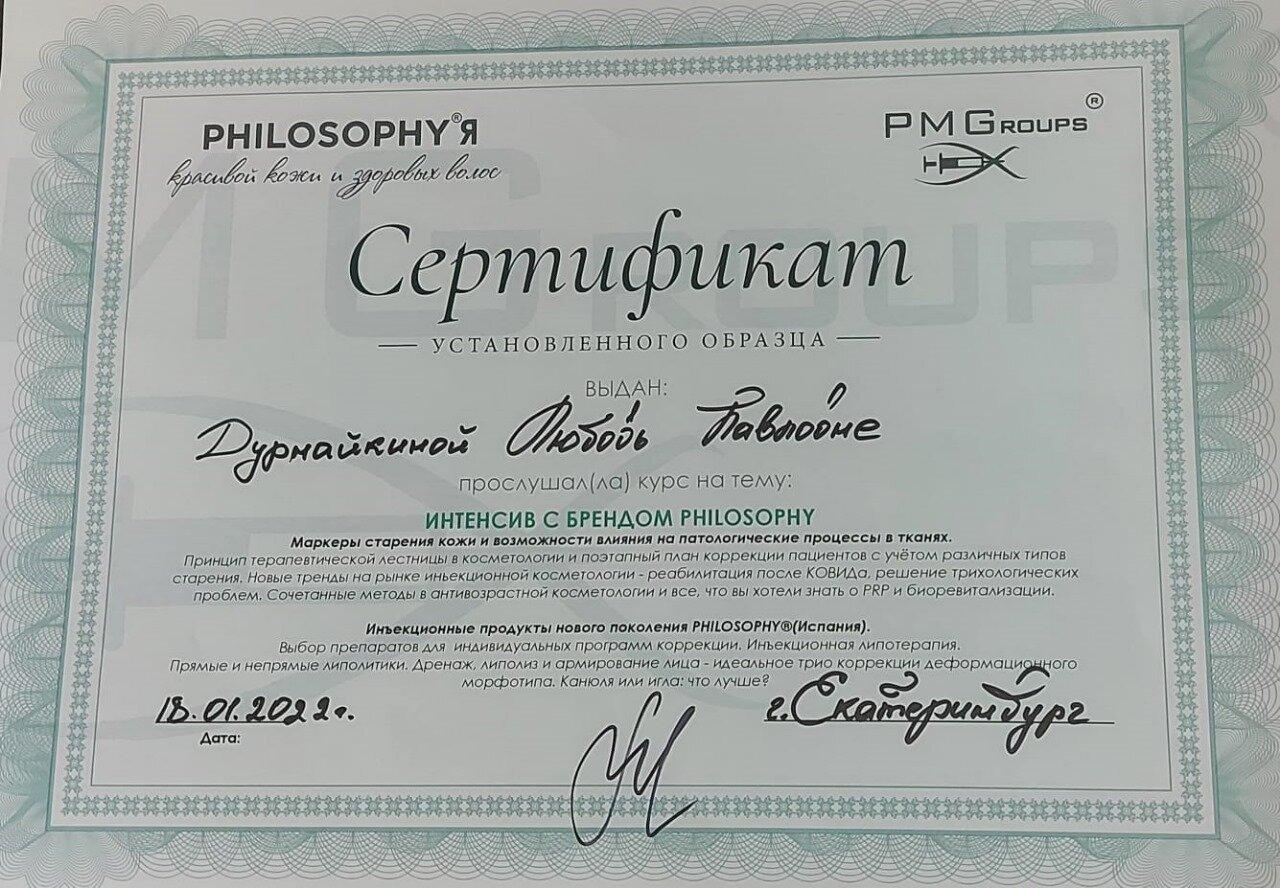 PHILOSOPHY®Я
красивой кожи и здоровых волос
PMGROUPS®
Сертификат
УСТАНОВЛЕННОГО ОБРАЗЦА
ВЫДАН:
Дурнайкиной Любовь Павловне
прослушал(ла) курс на тему:
ИНТЕНСИВ С БРЕНДОМ PHILOSOPHY
Маркеры старения кожи и возможности влияния на патологические процессы в тканях.
Принцип терапевтической лестницы в косметологии и поэтапный план коррекции пациентов с учётом различных типов
старения. Новые тренды на рынке иньекционной косметологии - реабилитация после КОВИДа, решение трихологических
проблем. Сочетанные методы в антивозрастной косметологии и все, что вы хотели знать о PRP и биоревитализации.
Инъекционные продукты нового поколения PHILOSOPHY®(Испания).
Выбор препаратов для индивидуальных программ коррекции. Инъекционная липотерапия.
Прямые и непрямые липолитики. Дренаж, липолиз и армирование лица - идеальное трио коррекции деформационного
морфотипа. Канюля или игла: что лучше?
18.01.2022г.
г. Екатеринбург
Дата: